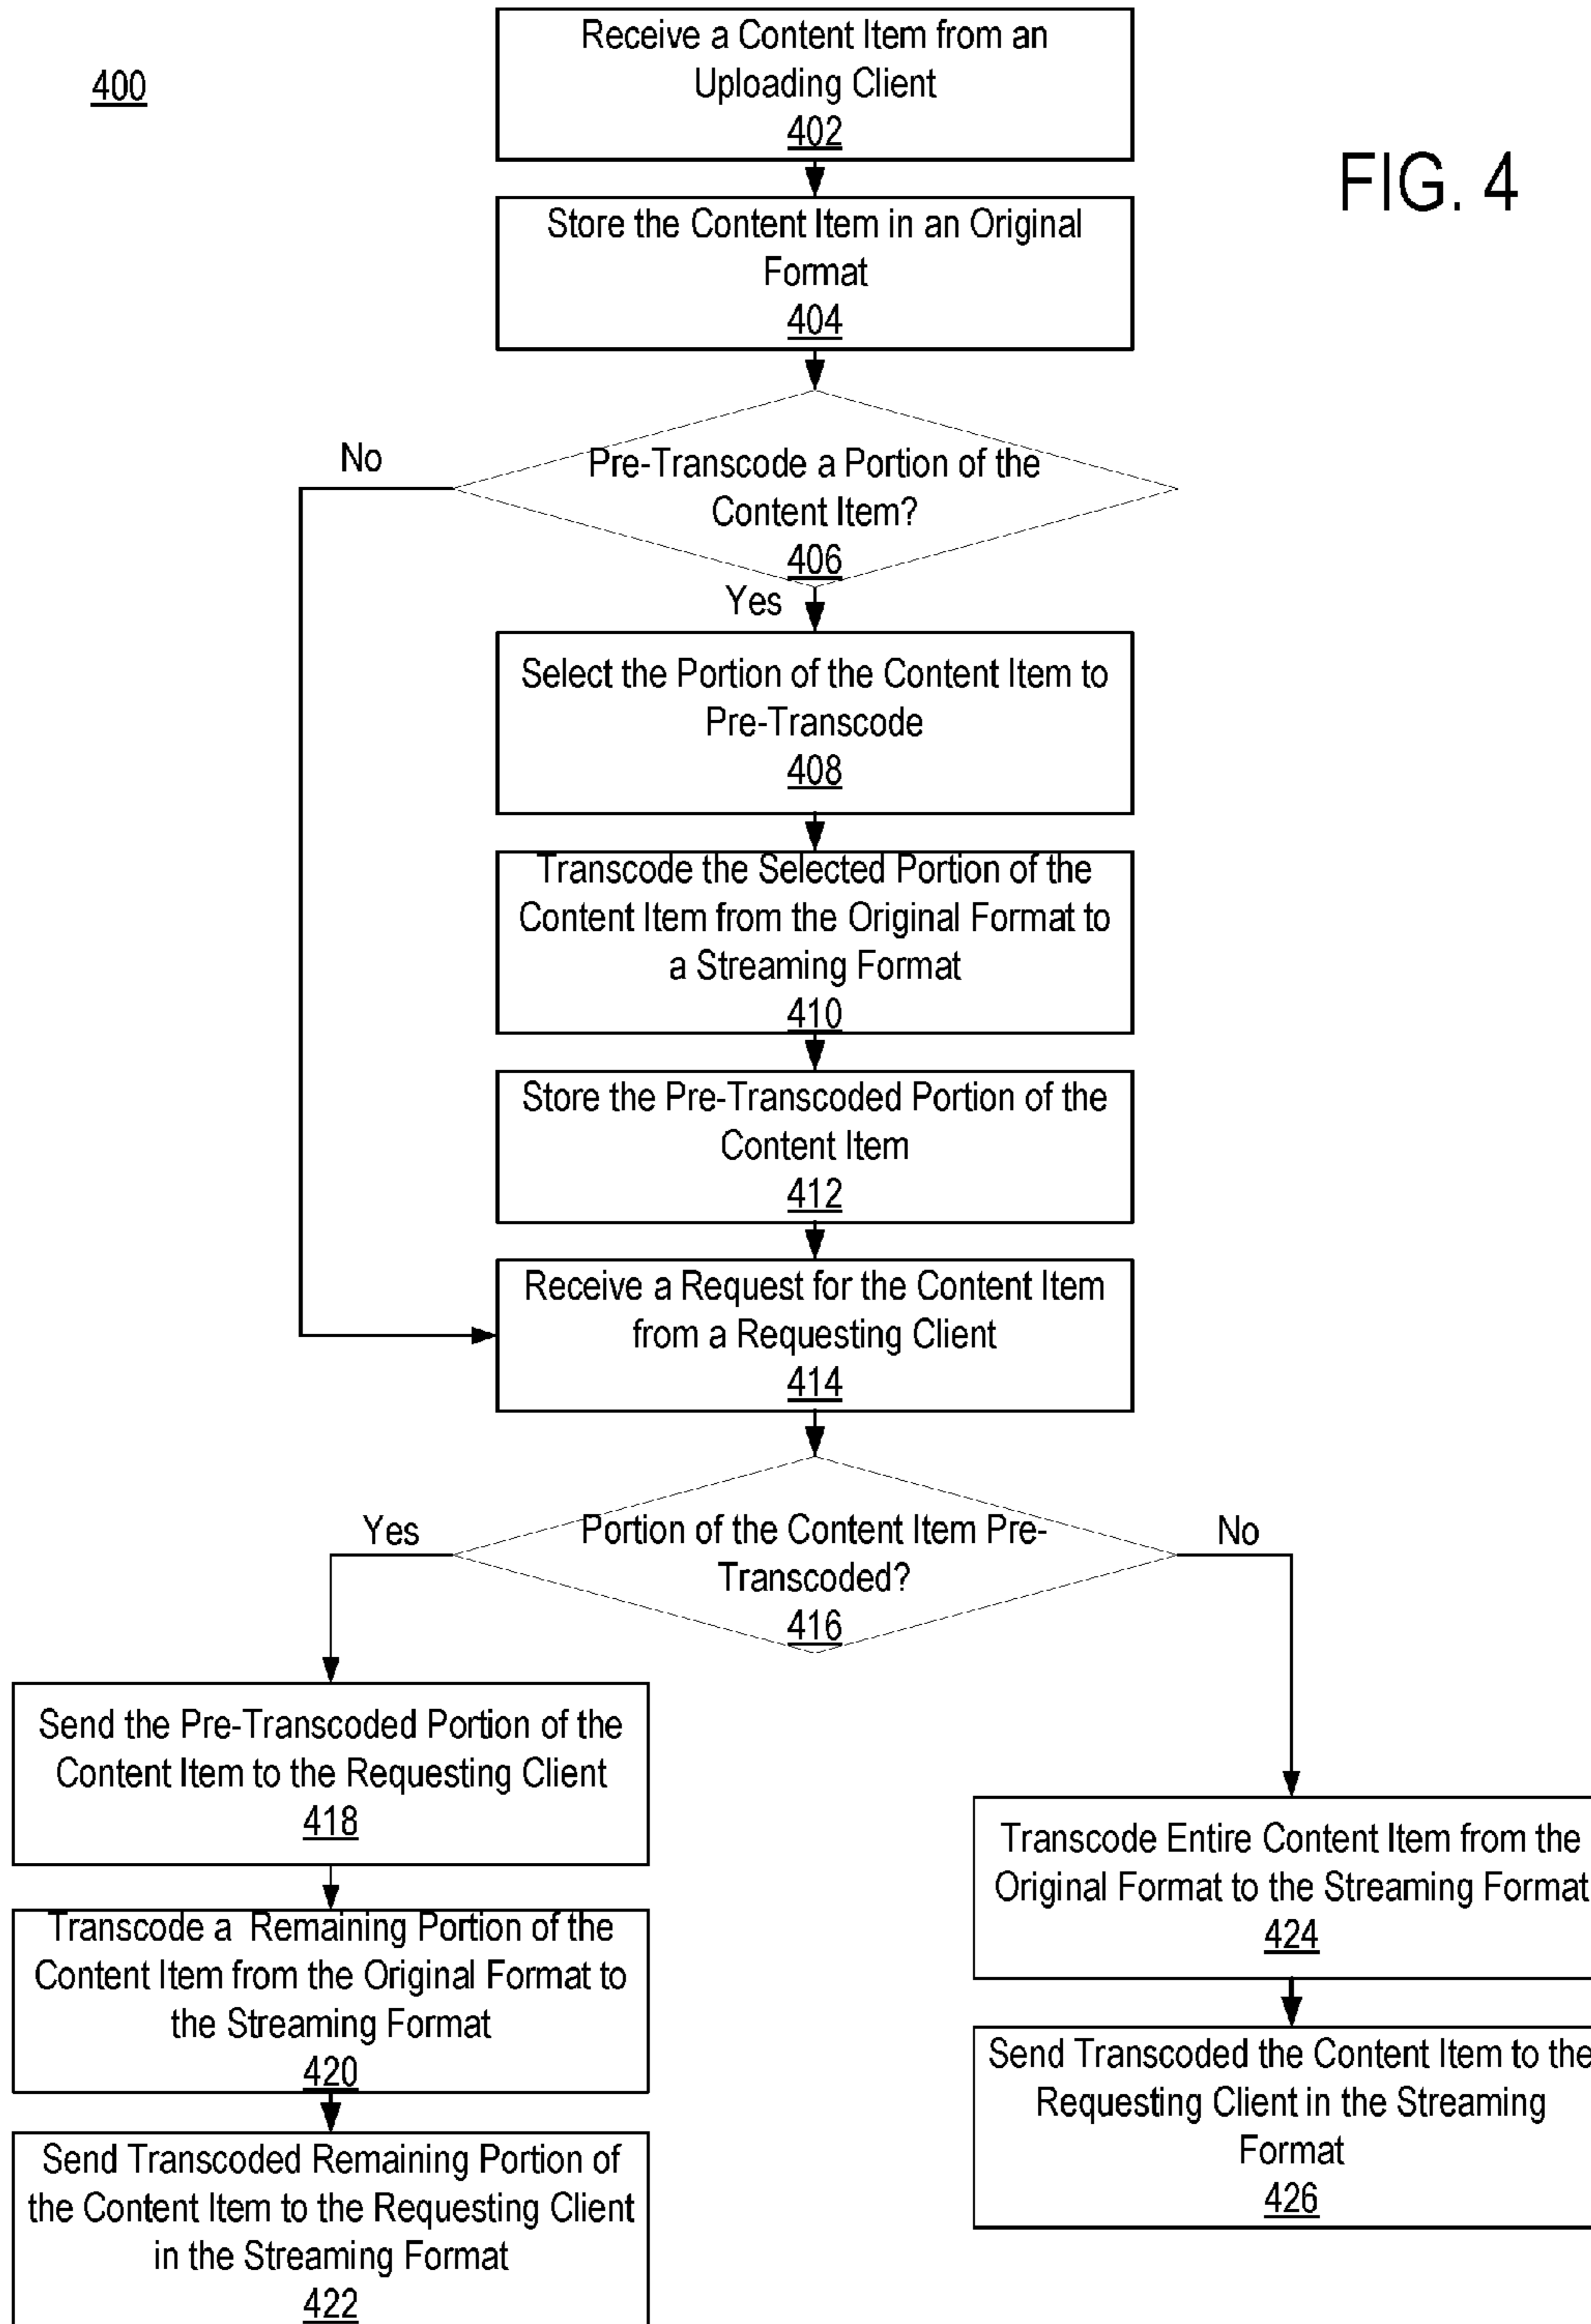 Receive a Content Item from an
Uploading Client
402
400
FIG. 4
Store the Content Item in an Original
Format
404
No
Pre-Transcode a Portion of the
Content Item?
406
Yes
Select the Portion of the Content Item to
Pre-Transcode
408
Transcode the Selected Portion of the
Content Item from the Original Format to
a Streaming Format
410
Store the Pre-Transcoded Portion of the
Content Item
412
Receive a Request for the Content Item
from a Requesting Client
414
Yes
Portion of the Content Item Pre-
Transcoded?
416
No
Send the Pre-Transcoded Portion of the
Content Item to the Requesting Client
418
Transcode a Remaining Portion of the
Content Item from the Original Format to
the Streaming Format
420
Send Transcoded Remaining Portion of
the Content Item to the Requesting Client
in the Streaming Format
422
Transcode Entire Content Item from the
Original Format to the Streaming Format
424
Send Transcoded the Content Item to the
Requesting Client in the Streaming
Format
426